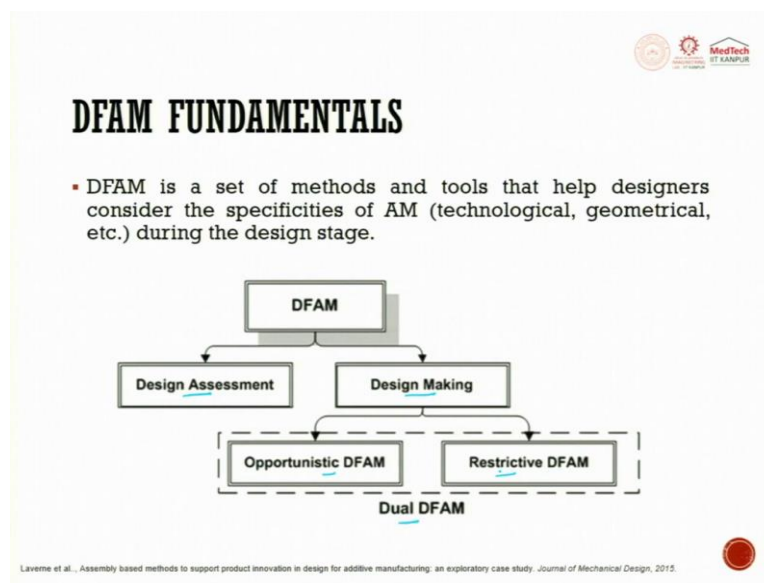 MedTech
IIT KANPUR
DFAM FUNDAMENTALS
▪ DFAM is a set of methods and tools that help designers
consider the specificities of AM (technological, geometrical,
etc.) during the design stage.
DFAM
Design Assessment
Design Making
Opportunistic DFAM
Restrictive DFAM
Dual DFAM
Laverne et al.., Assembly based methods to support product innovation in design for additive manufacturing: an exploratory case study. Journal of Mechanical Design, 2015.